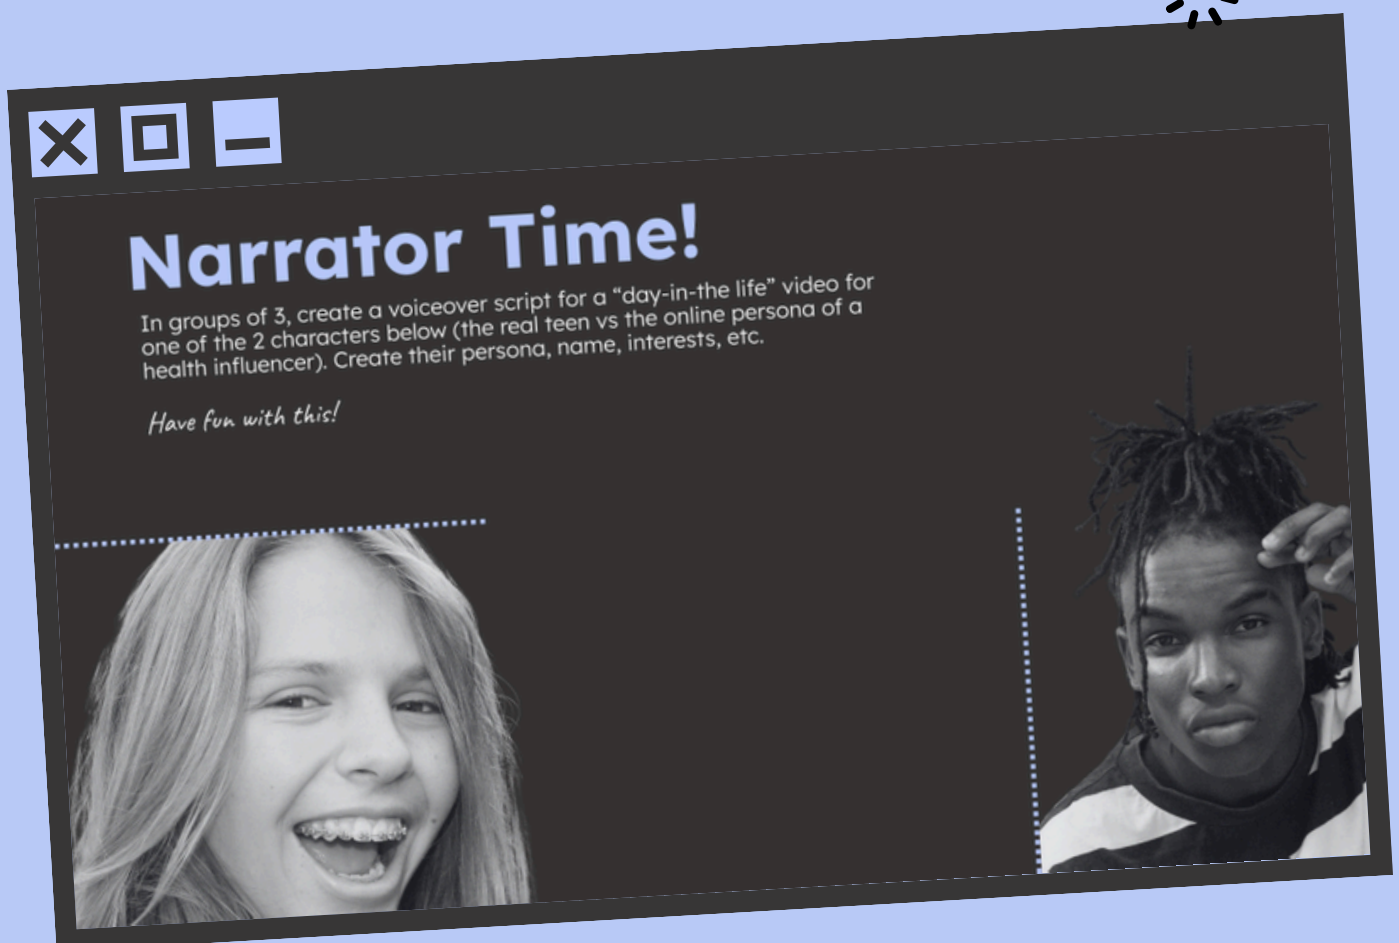 Narrator Time!
In groups of 3, create a voiceover script for a “day-in-the life” video for
one of the 2 characters below (the real teen vs the online persona of a
health influencer). Create their persona, name, interests, etc.
Have fun with this!